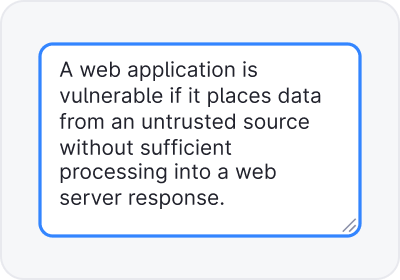 A web application is
vulnerable if it places data
from an untrusted source
without sufficient
processing into a web
server response.